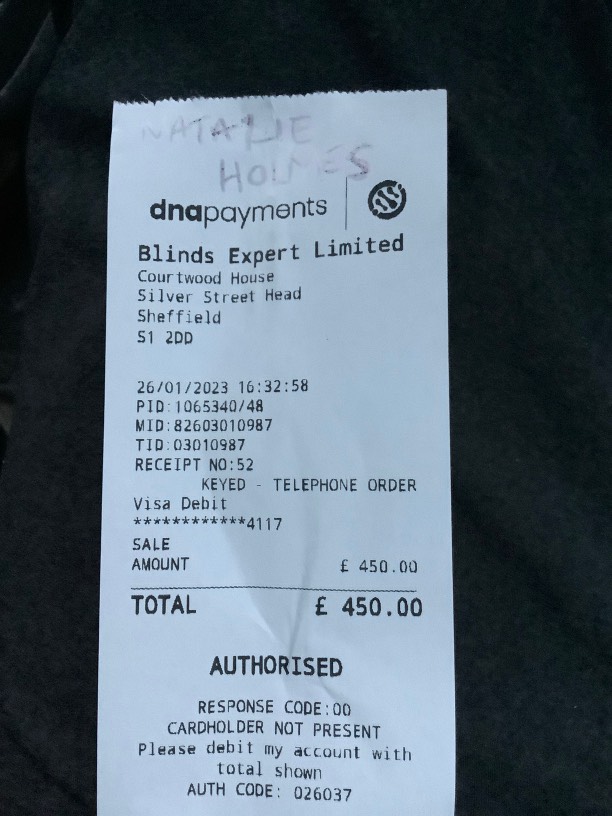 NATALIE
HOLMES
dnapayments
Blinds Expert Limited
Courtwood House
Silver Street Head
Sheffield
S1 2DD
26/01/2023 16:32:58
PID:1065340/48
MID:82603010987
TID:03010987
RECEIPT NO:52
KEYED - TELEPHONE ORDER
Visa Debit
************4117
SALE
AMOUNT £ 450.00
TOTAL £ 450.00
AUTHORISED
RESPONSE CODE:00
CARDHOLDER NOT PRESENT
Please debit my account with
total shown
AUTH CODE: 026037